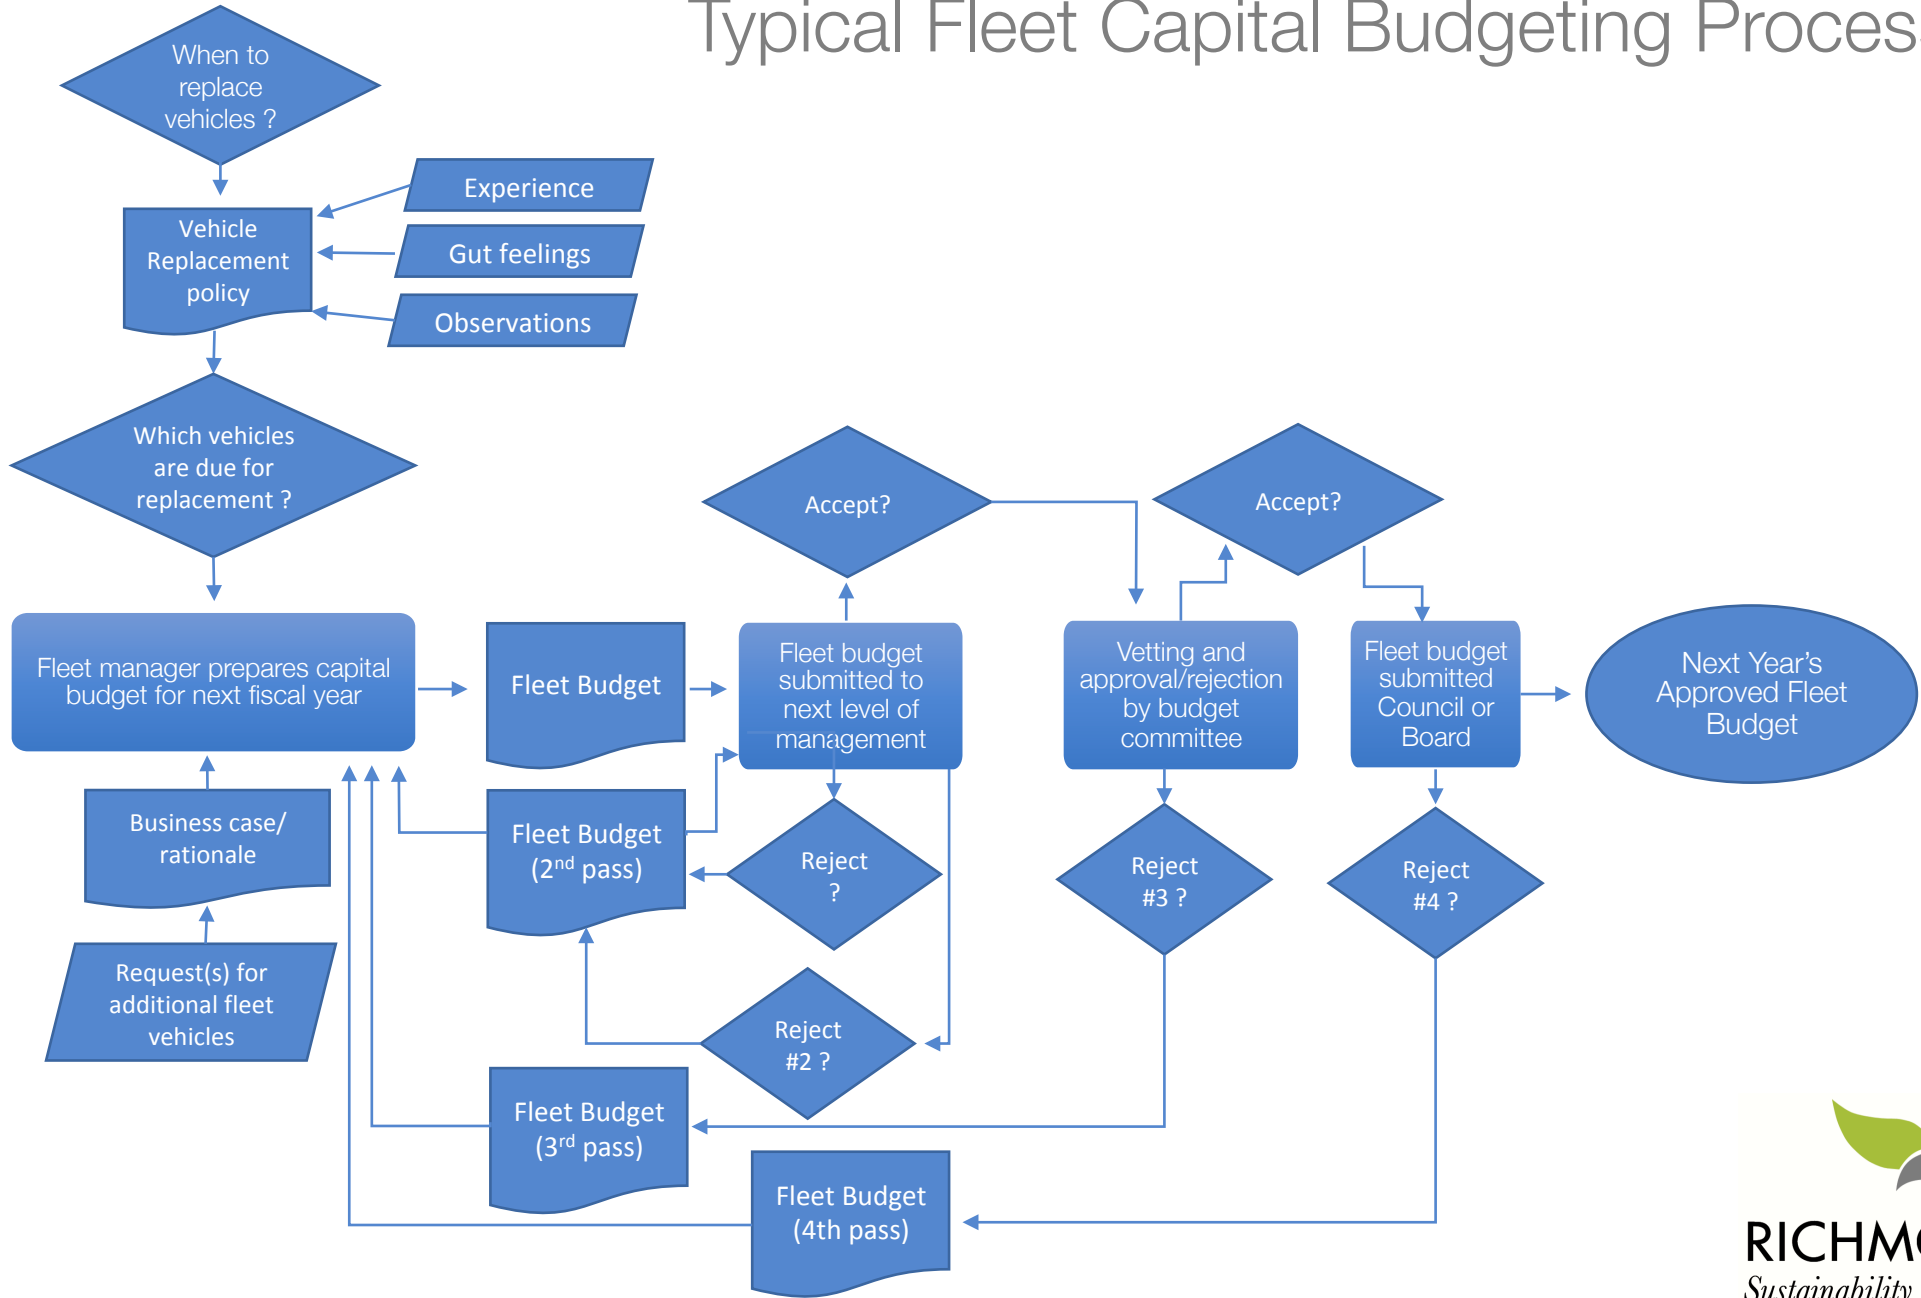 Typical Fleet Capital Budgeting
When to
replace
vehicles ?
Experience
Gut feelings
Observations
Vehicle
Replacement
policy
Which vehicles
are due for
replacement ?
Accept?
Accept?
Fleet manager prepares capital
budget for next fiscal year
Fleet Budget
Fleet budget
submitted to
next level of
management
Vetting and
approval/rejection
by budget
committee
Fleet budget
submitted
Council or
Board
Next Year's
Approved Fleet
Budget
Business case/
rationale
Fleet Budget
(2nd pass)
Reject
?
Reject
#3 ?
Reject
#4 ?
Request(s) for
additional fleet
vehicles
Reject
#2 ?
Fleet Budget
(3rd pass)
Fleet Budget
(4th pass)
Sustainability